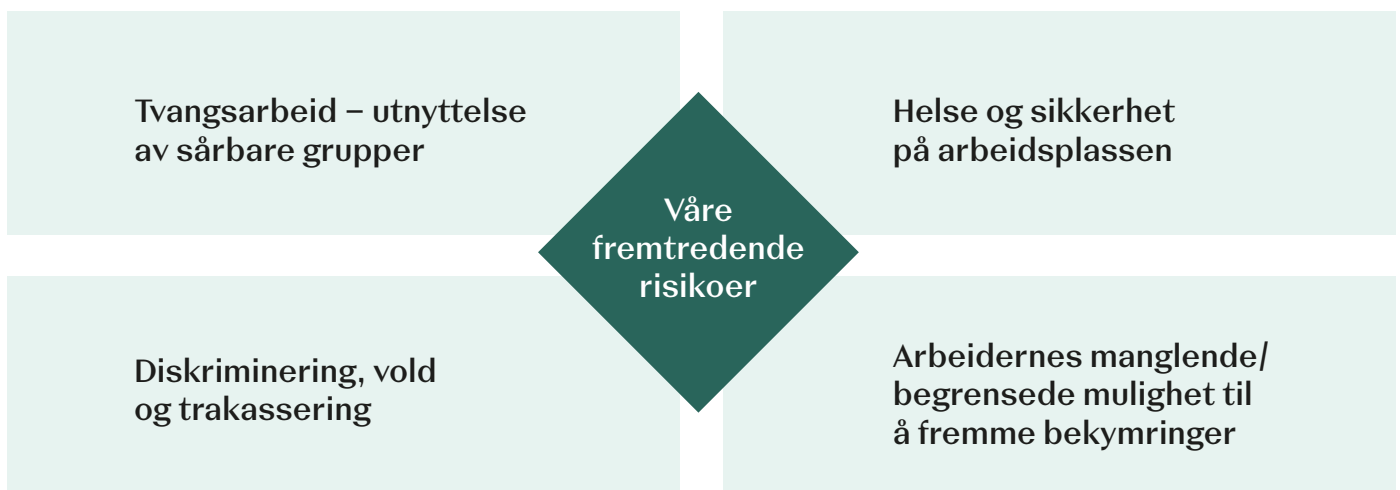 Tvangsarbeid – utnyttelse
av sårbare grupper
Helse og sikkerhet
på arbeidsplassen
Våre
fremtredende
risikoer
Diskriminering, vold
og trakassering
Arbeidernes manglende/
begrensede mulighet til
å fremme bekymringer